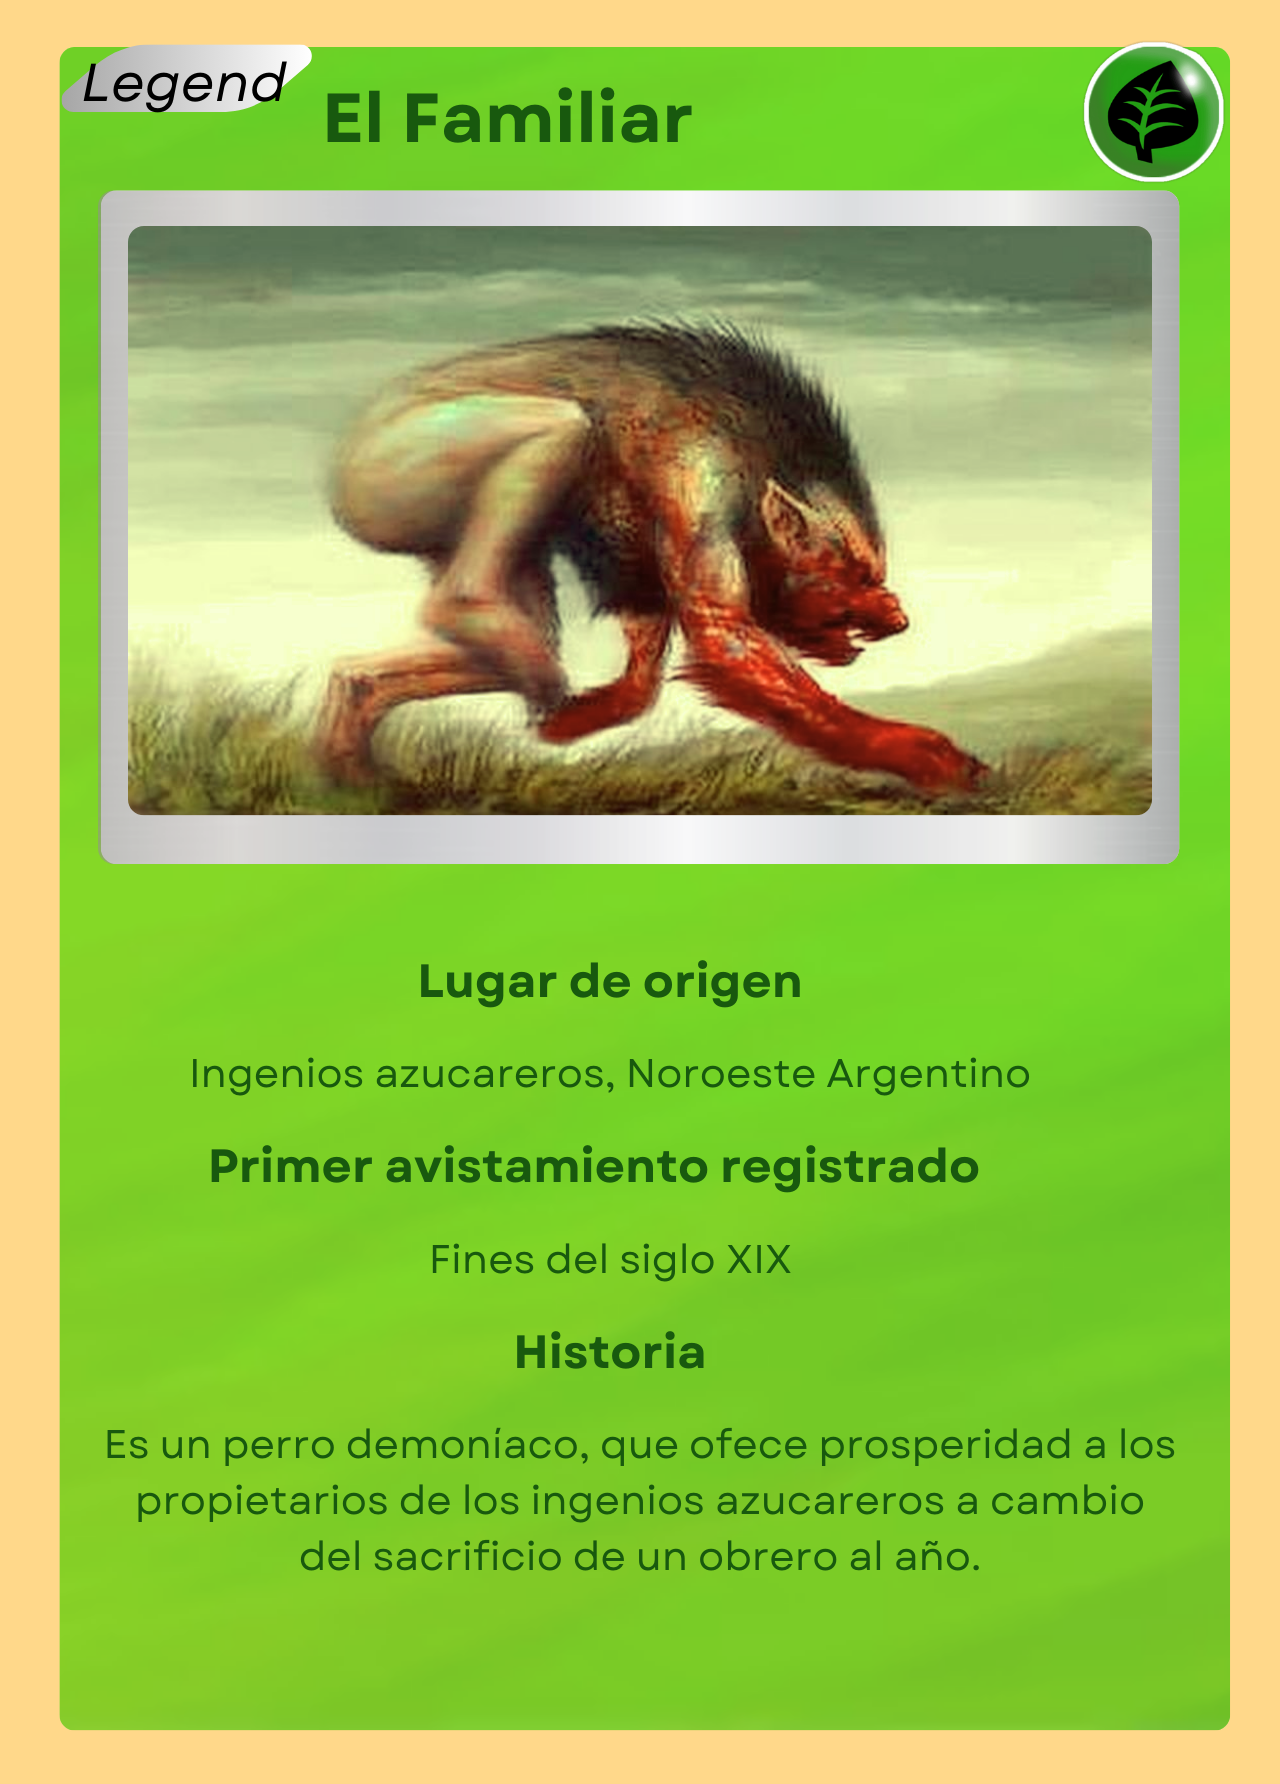 Legend
El Familiar
Lugar de origen
Ingenios azucareros, Noroeste Argentino
Primer avistamiento registrado
Fines del siglo XIX
Historia
Es un perro demoníaco, que ofece prosperidad a los
propietarios de los ingenios azucareros a cambio
del sacrificio de un obrero al año.